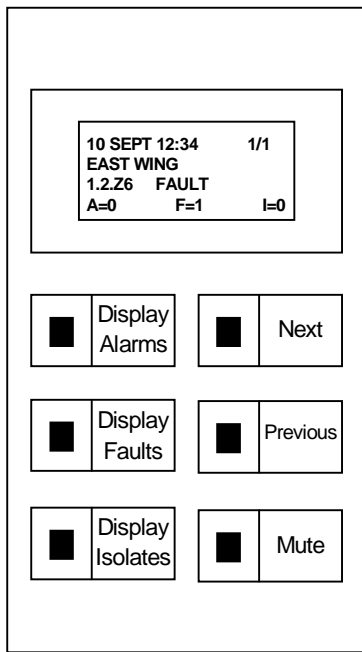 10 SEPT 12:34 1/1
EAST WING
1.2.Z6 FAULT
A=0 F=1 I=0
Display Alarms
Next
Display Faults
Previous
Display Isolates
Mute